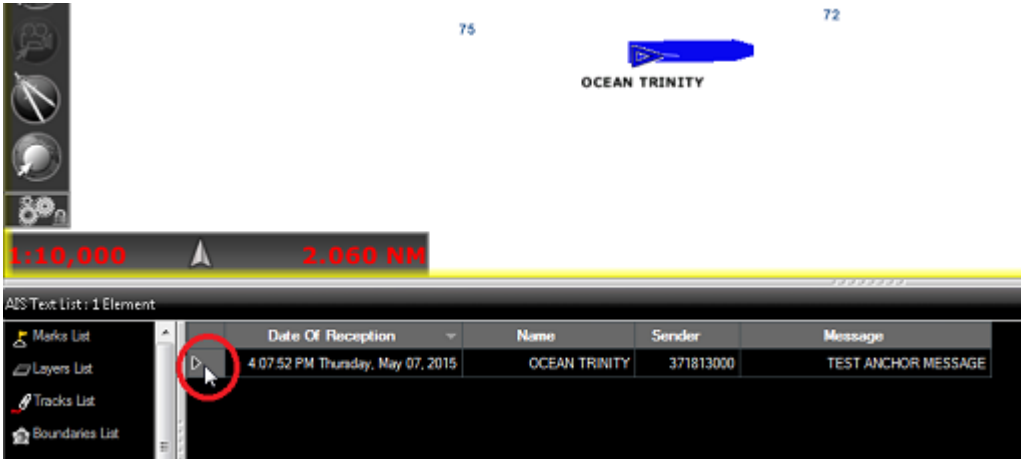 75
72
OCEAN TRINITY
1:10,000 2.060 NM
AIS Text List : 1 Element
Marks List
Layers List
Tracks List
Boundaries List
Date Of Reception Name Sender Message
4:07:52 PM Thursday, May 07, 2015 OCEAN TRINITY 371813000 TEST ANCHOR MESSAGE